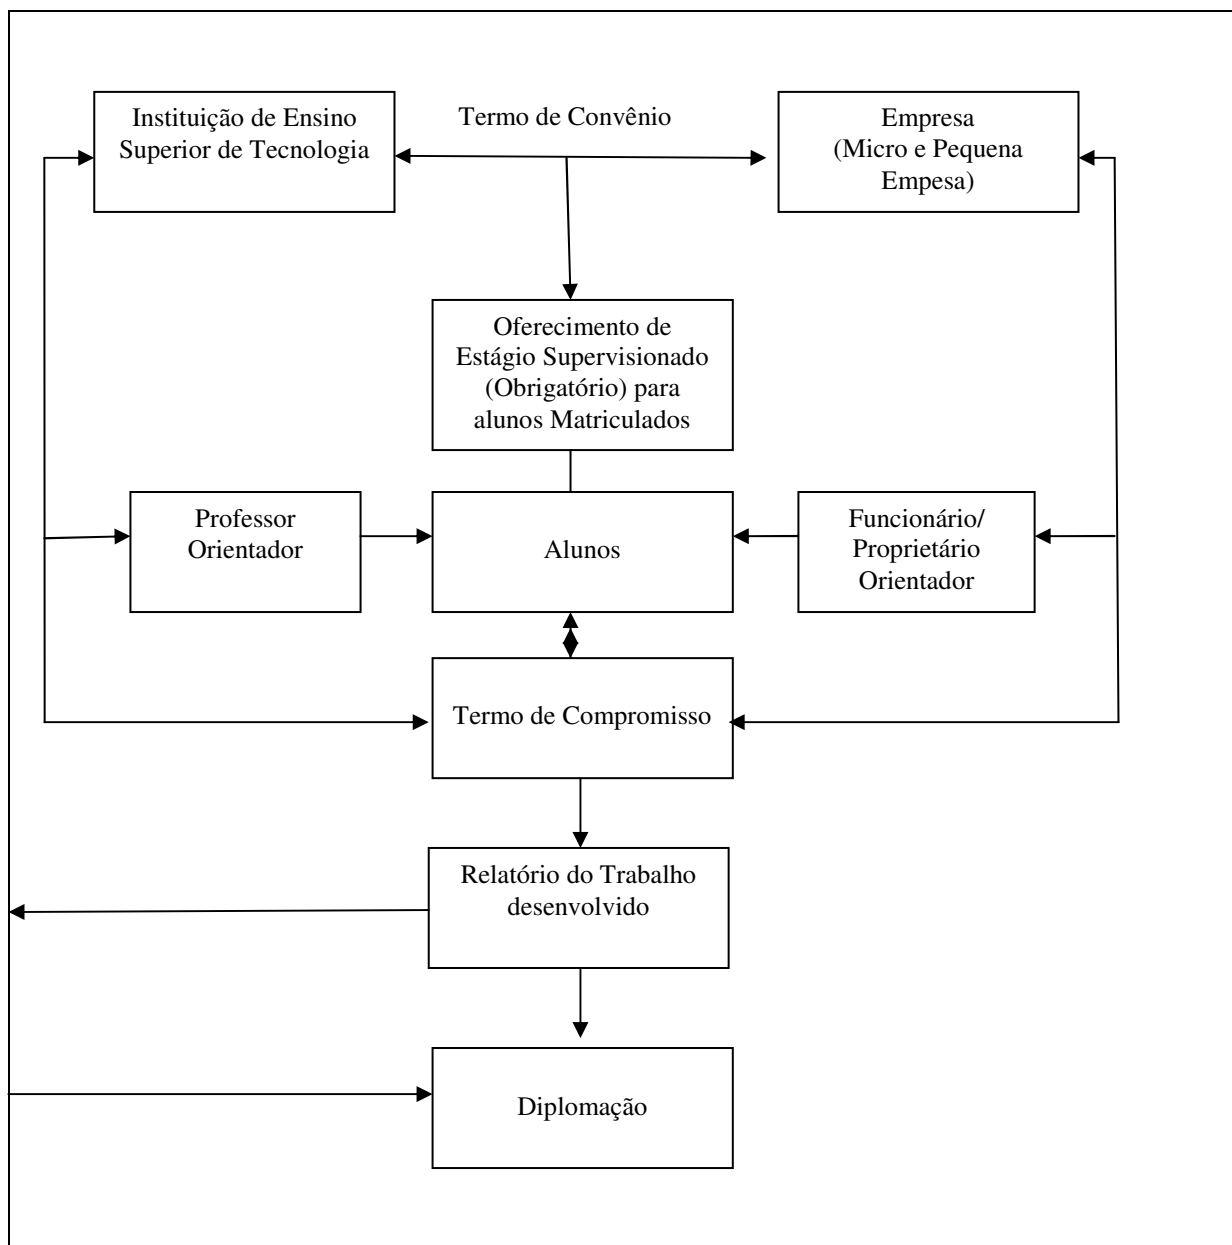 Instituição de Ensino
Superior de Tecnologia
Termo de Convênio
Empresa
(Micro e Pequena
Empesa)
Oferecimento de
Estágio Supervisionado
(Obrigatório) para
alunos Matriculados
Professor
Orientador
Alunos
Funcionário/
Proprietário
Orientador
Termo de Compromisso
Relatório do Trabalho
desenvolvido
Diplomação